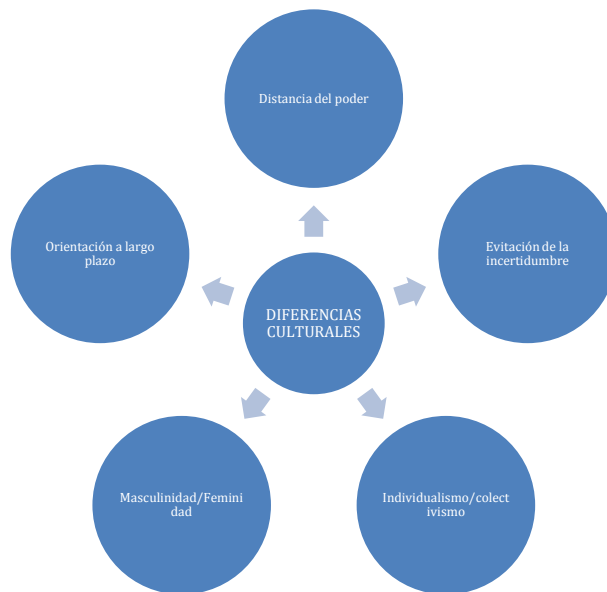 Distancia del poder
Orientación a largo
plazo
Evitación de la
incertidumbre
DIFERENCIAS
CULTURALES
Masculinidad/Femini
dad
Individualismo/colect
ivismo